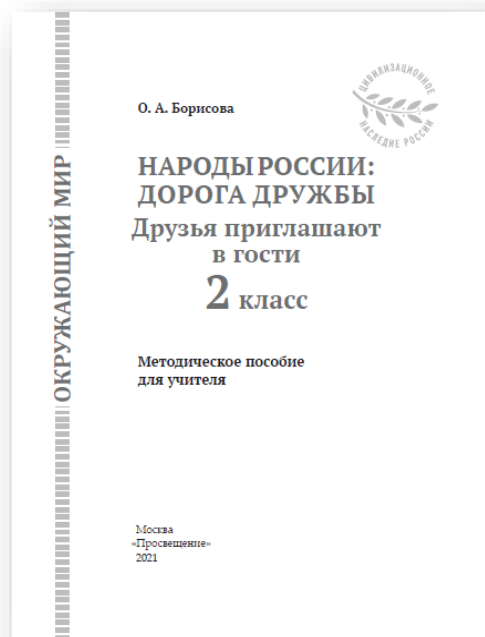 ЦИВИЛИЗАЦИОННОЕ
НАСЛЕДИЕ РОССИИ
О. А. Борисова
НАРОДЫ РОССИИ:
ДОРОГА ДРУЖБЫ
Друзья приглашают
в гости
2 класс
ОКРУЖАЮЩИЙ МИР
Методическое пособие
для учителя
Москва
«Просвещение»
2021